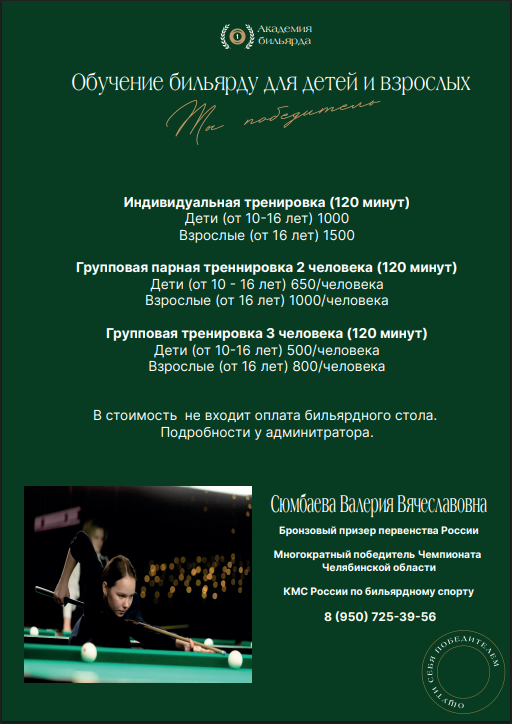 Академия
бильярда
Обучение бильярду для детей и взрослых
Ты победитель
Индивидуальная тренировка (120 минут)
Дети (от 10-16 лет) 1000
Взрослые (от 16 лет) 1500
Групповая парная треннировка 2 человека (120 минут)
Дети (от 10 - 16 лет) 650/человека
Взрослые (от 16 лет) 1000/человека
Групповая тренировка 3 человека (120 минут)
Дети (от 10-16 лет) 500/человека
Взрослые (от 16 лет) 800/человека
В стоимость не входит оплата бильярдного стола.
Подробности у админитратора.
Сюмбаева Валерия Вячеславовна
Бронзовый призер первенства России
Многократный победитель Чемпионата
Челябинской области
КМС России по бильярдному спорту
8 (950) 725-39-56
ОЩУТИ СЕБЯ ПОБЕДИТЕЛЕМ